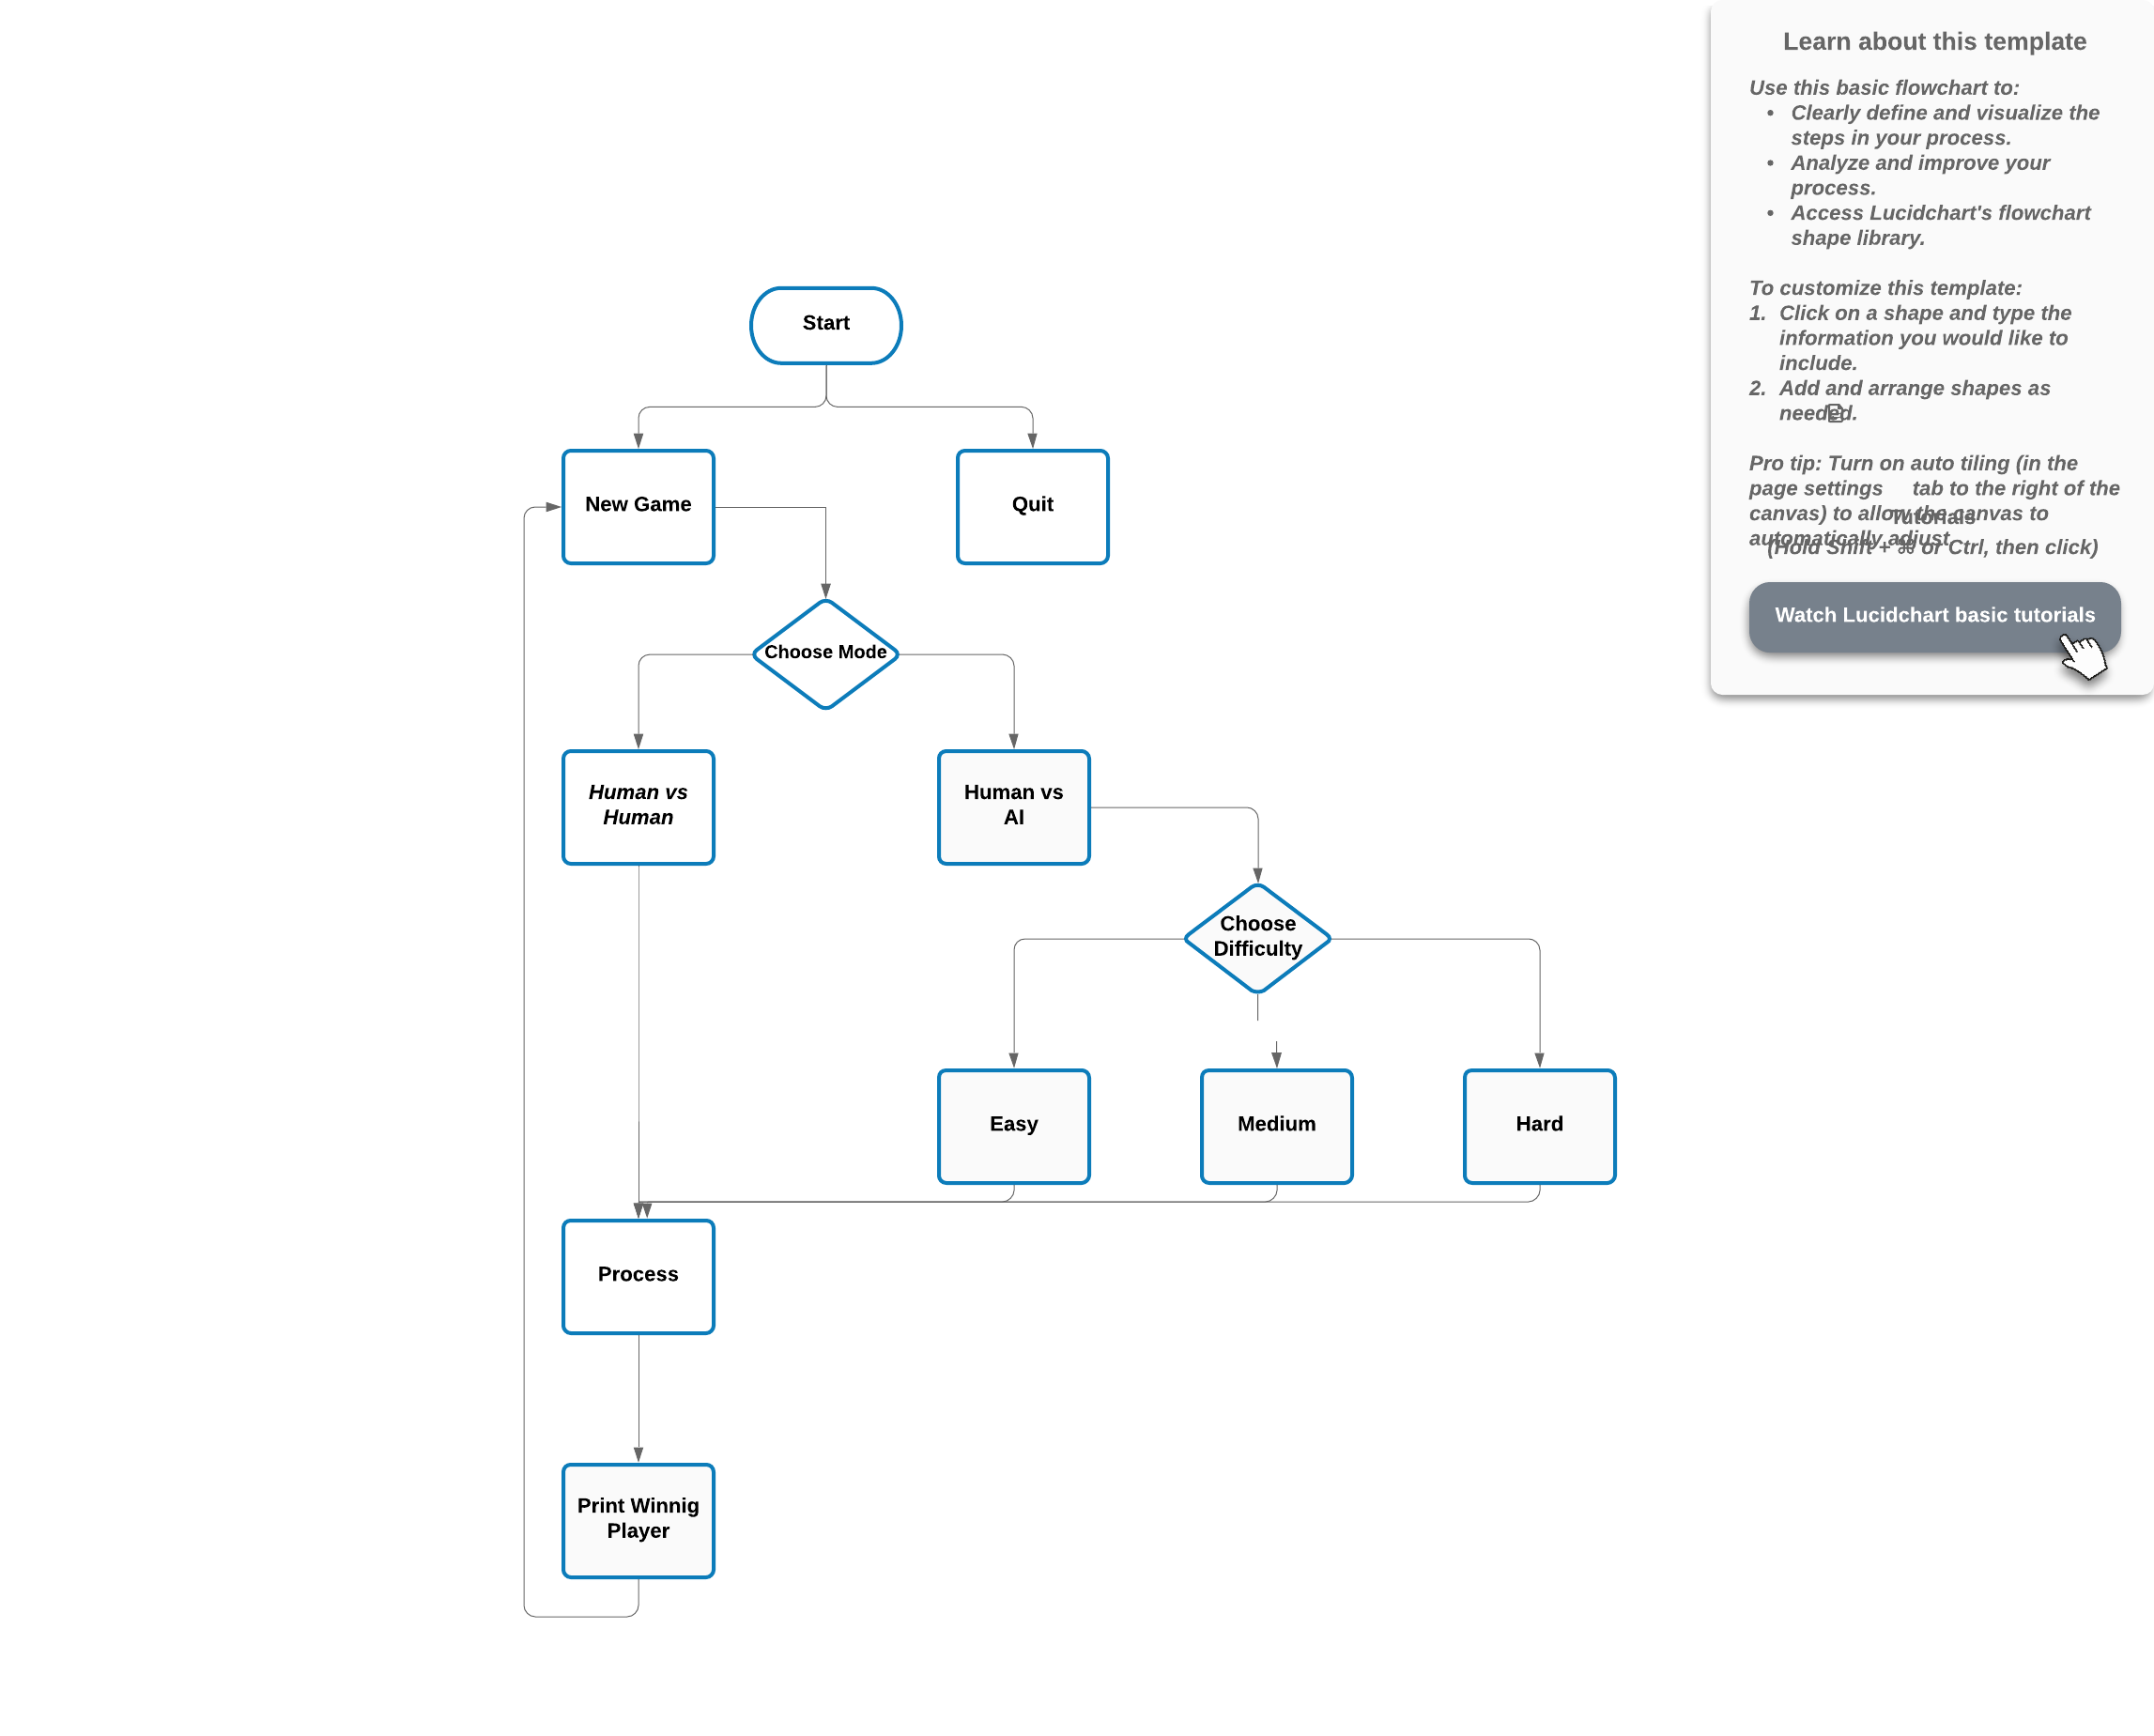 Learn about this template
Use this basic flowchart to:
• Clearly define and visualize the
steps in your process.
• Analyze and improve your
process.
• Access Lucidchart's flowchart
shape library.
To customize this template:
1. Click on a shape and type the
information you would like to
include.
2. Add and arrange shapes as
needed.
Pro tip: Turn on auto tiling (in the
page settings tab to the right of the
canvas) to allow the canvas to
automatically adjust.
Tutorials
(Hold Shift + ⌘ or Ctrl, then click)
Watch Lucidchart basic tutorials
Start
New Game
Quit
Choose Mode
Human vs
Human
Human vs
AI
Choose
Difficulty
Easy
Medium
Hard
Process
Print Winnig
Player